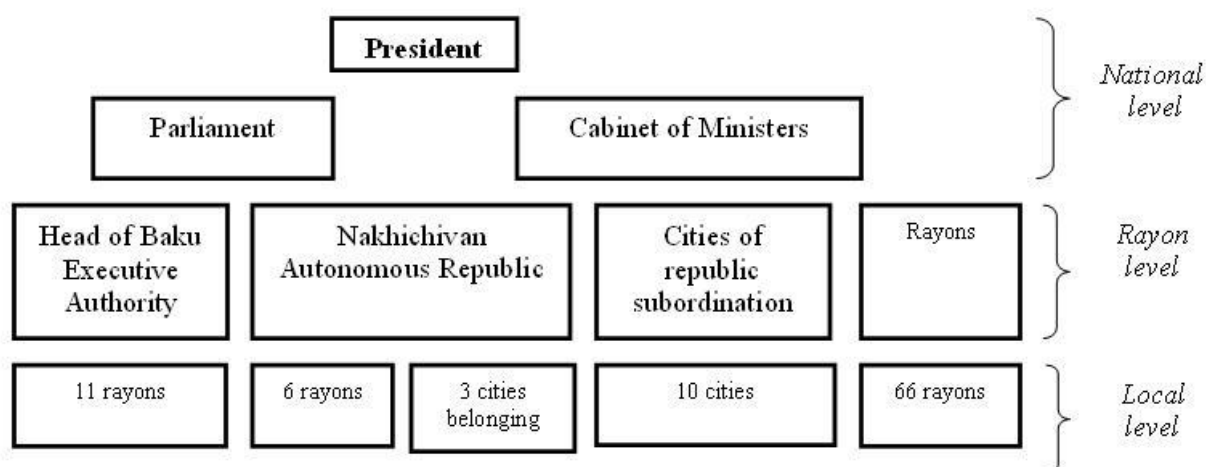 President
National
level
Parliament
Cabinet of Ministers
Head of Baku
Executive
Authority
Nakhichivan
Autonomous Republic
Cities of
republic
subordination
Rayons
Rayon
level
11 rayons
6 rayons
3 cities
belonging
10 cities
66 rayons
Local
level